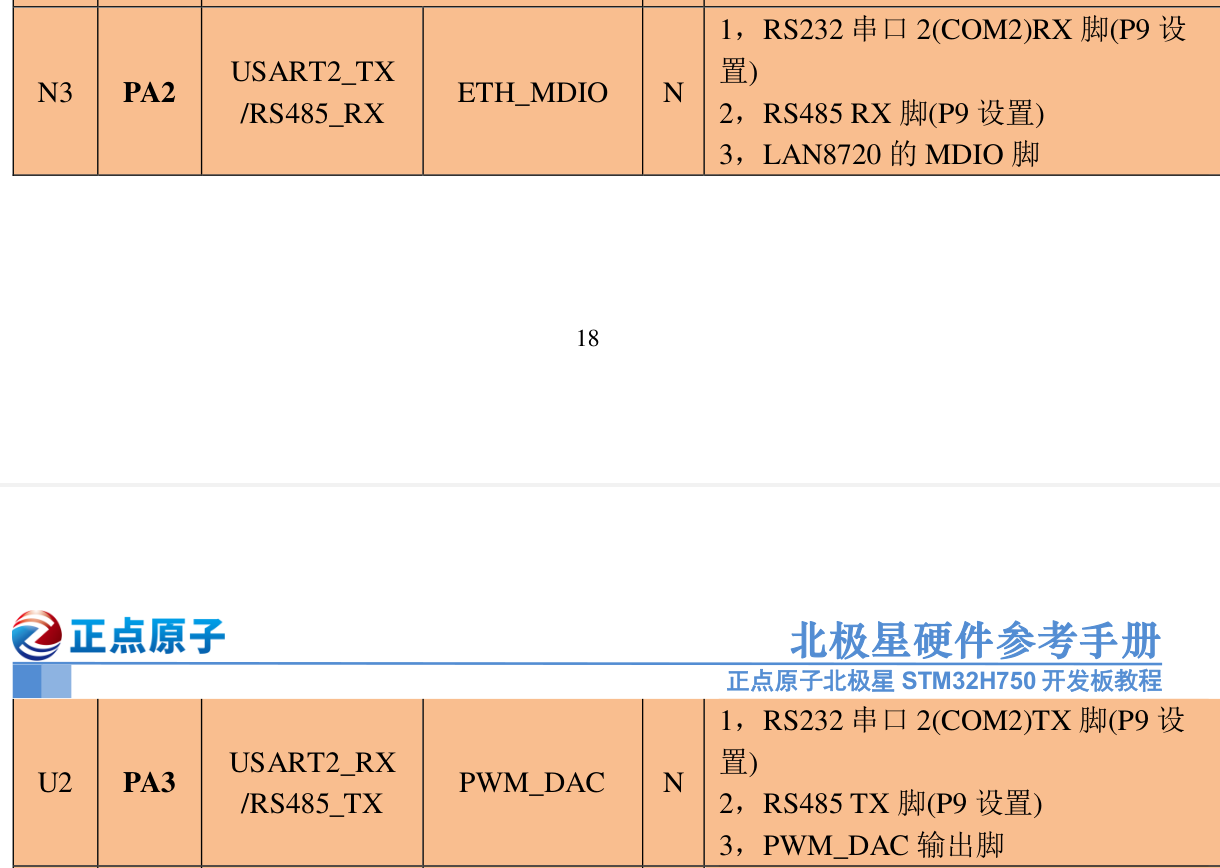 N3
PA2
USART2_TX
/RS485_RX
ETH_MDIO
N
1，RS232 串口 2(COM2)RX 脚(P9 设
置)
2，RS485 RX 脚(P9 设置)
3，LAN8720 的 MDIO 脚
18
正点原子
北极星硬件参考手册
正点原子北极星 STM32H750 开发板教程
U2
PA3
USART2_RX
/RS485_TX
PWM_DAC
N
1，RS232 串口 2(COM2)TX 脚(P9 设
置)
2，RS485 TX 脚(P9 设置)
3，PWM_DAC 输出脚